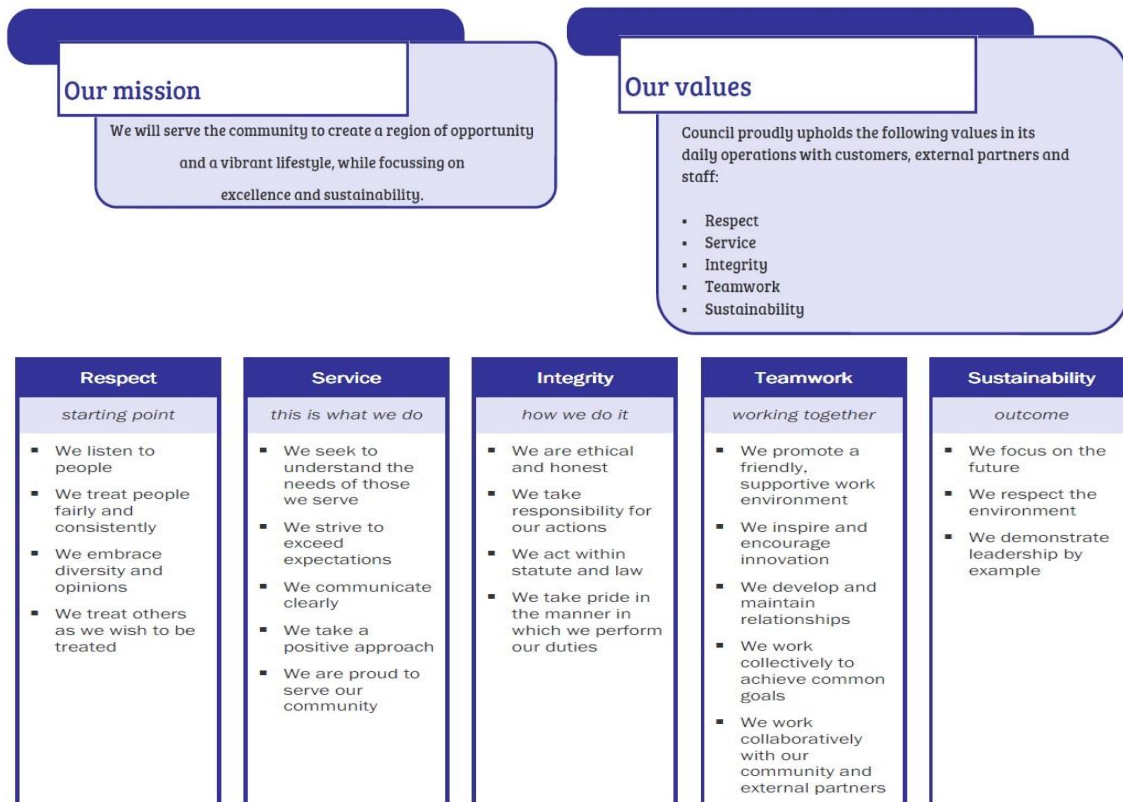 Our mission
We will serve the community to create a region of opportunity
and a vibrant lifestyle, while focussing on
excellence and sustainability.
Our values
Council proudly upholds the following values in its
daily operations with customers, external partners and
staff:
▪ Respect
▪ Service
▪ Integrity
▪ Teamwork
▪ Sustainability
Respect
starting point
▪ We listen to
people
▪ We treat people
fairly and
consistently
▪ We embrace
diversity and
opinions
▪ We treat others
as we wish to be
treated
Service
this is what we do
▪ We seek to
understand the
needs of those
we serve
▪ We strive to
exceed
expectations
▪ We communicate
clearly
▪ We take a
positive approach
▪ We are proud to
serve our
community
Integrity
how we do it
▪ We are ethical
and honest
▪ We take
responsibility for
our actions
▪ We act within
statute and law
▪ We take pride in
the manner in
which we perform
our duties
Teamwork
working together
▪ We promote a
friendly,
supportive work
environment
▪ We inspire and
encourage
innovation
▪ We develop and
maintain
relationships
▪ We work
collectively to
achieve common
goals
▪ We work
collaboratively
with our
community and
external partners
Sustainability
outcome
▪ We focus on the
future
▪ We respect the
environment
▪ We demonstrate
leadership by
example